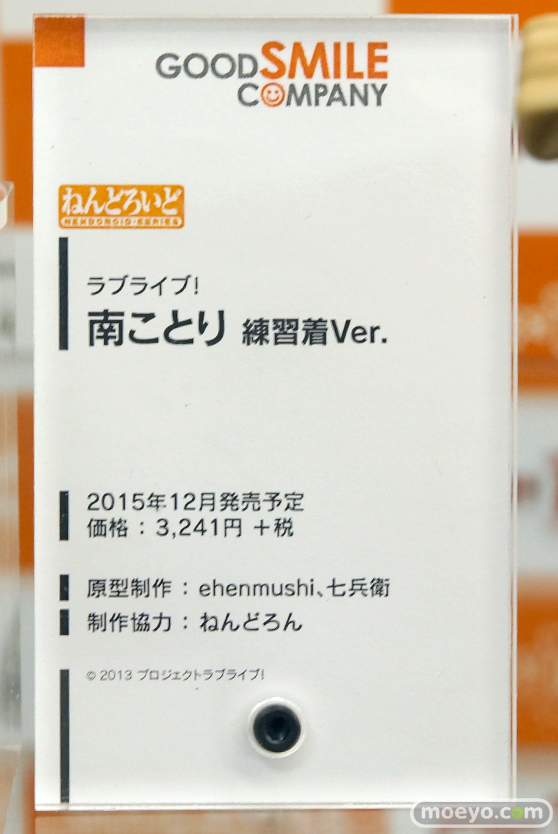 GOODSMILE
COMPANY
ねんどろいど
NENDOROID・SERIES
ラブライブ!
南ことり 練習着Ver.
2015年12月発売予定
価格：3,241円 +税
原型制作：ehenmushi、七兵衛
制作協力：ねんどろん
© 2013 プロジェクトラブライブ!
moeyo.com